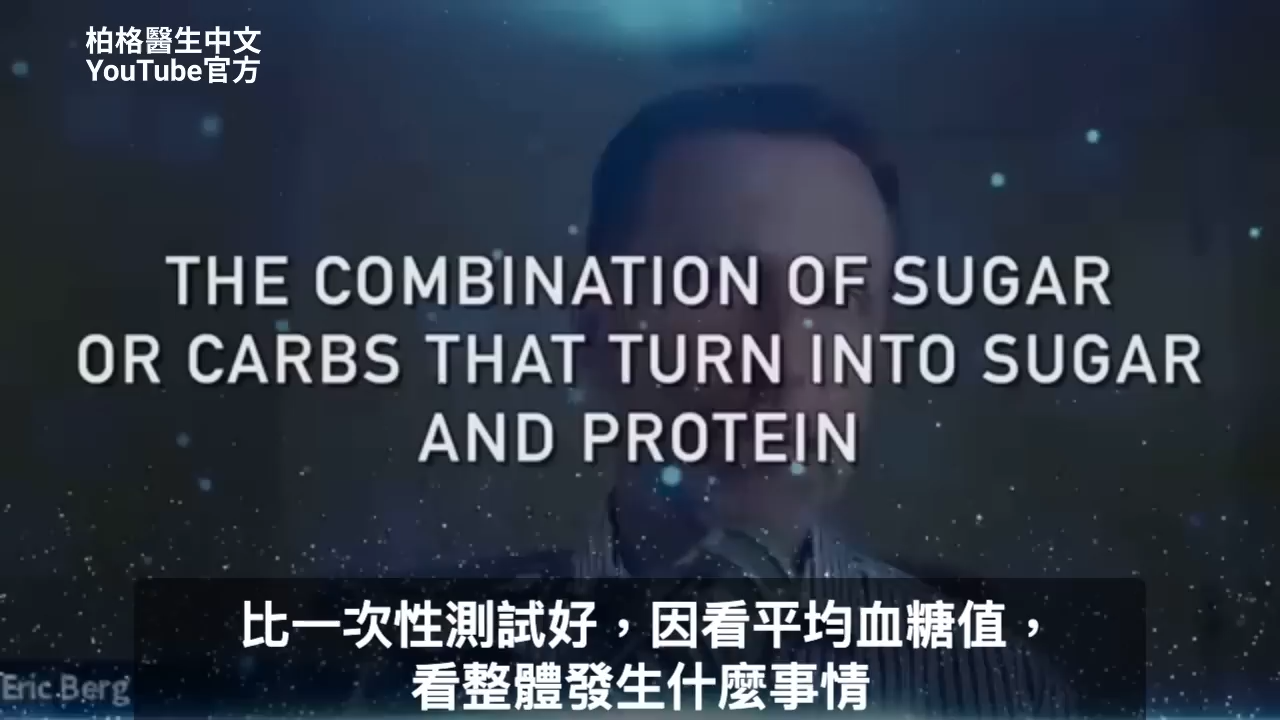 柏格醫生中文
YouTube官方
THE COMBINATION OF SUGAR
OR CARBS THAT TURN INTO SUGAR
AND PROTEIN
比一次性測試好，因看平均血糖值，
看整體發生什麼事情
Eric Berg